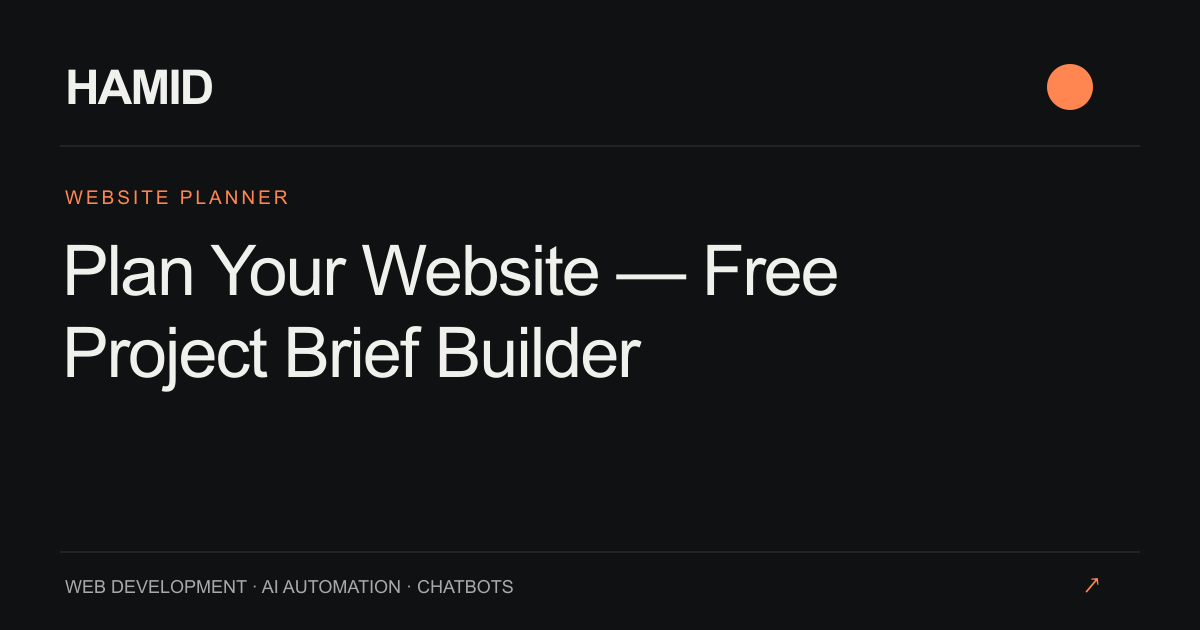 HAMID
WEBSITE PLANNER
Plan Your Website — Free
Project Brief Builder
WEB DEVELOPMENT · AI AUTOMATION · CHATBOTS
↗